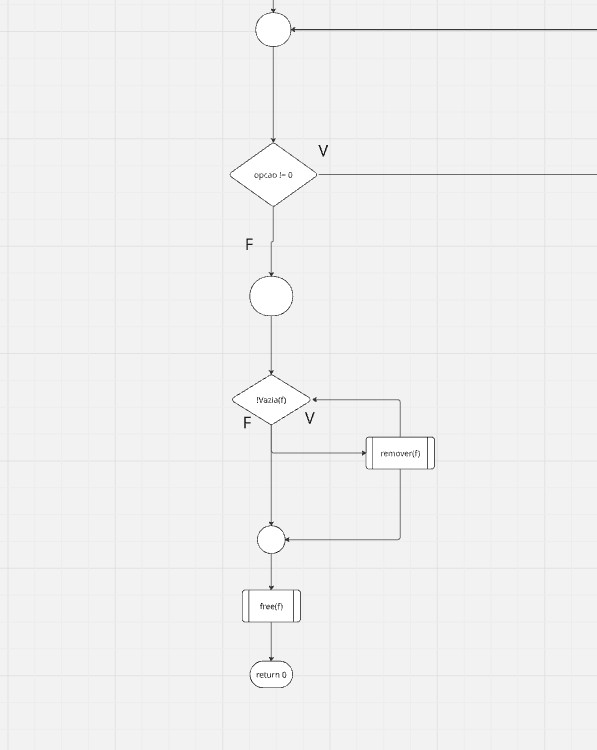 V
opcao != 0
F
!Vazia(f)
F
V
remover(f)
free(f)
return 0